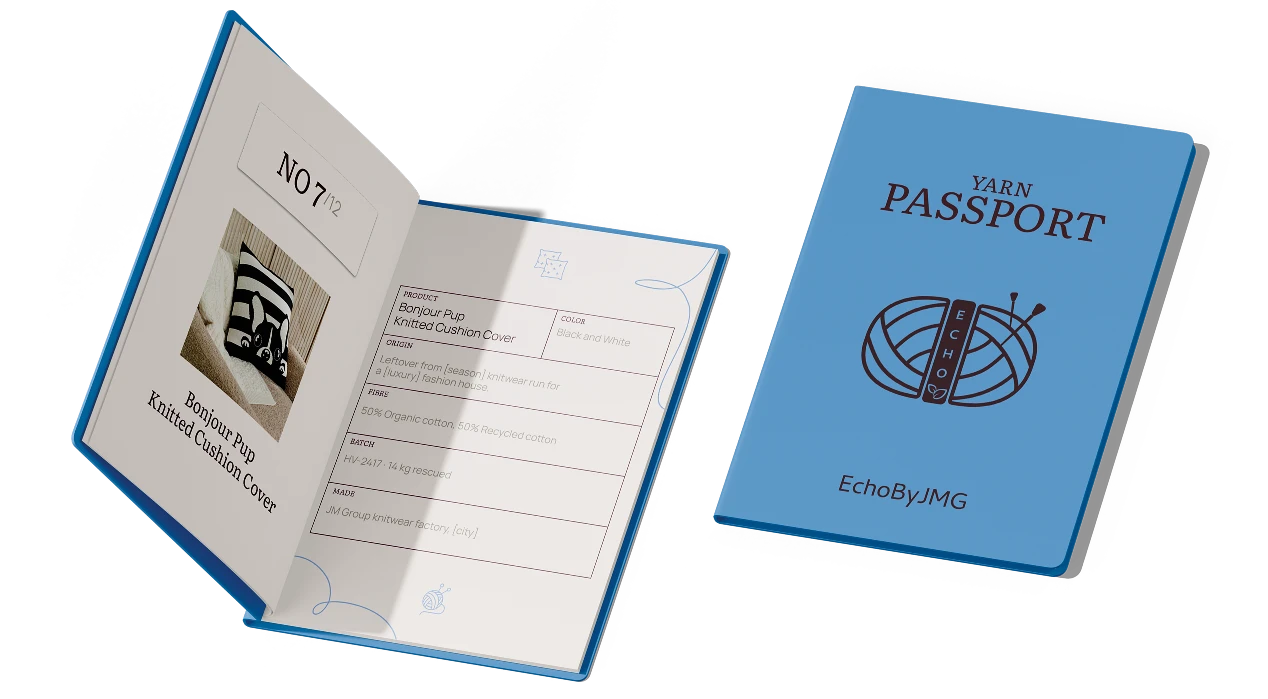 NO 7/12
Bonjour Pup
Knitted Cushion Cover
PRODUCT
Bonjour Pup
Knitted Cushion Cover
COLOR
Black and White
ORIGIN
Leftover from [season] knitwear run for
a [luxury] fashion house.
FIBRE
50% Organic cotton, 50% Recycled cotton
BATCH
HV-2417 · 14 kg rescued
MADE
JM Group knitwear factory, [city]
YARN
PASSPORT
ECHO
EchoByJMG